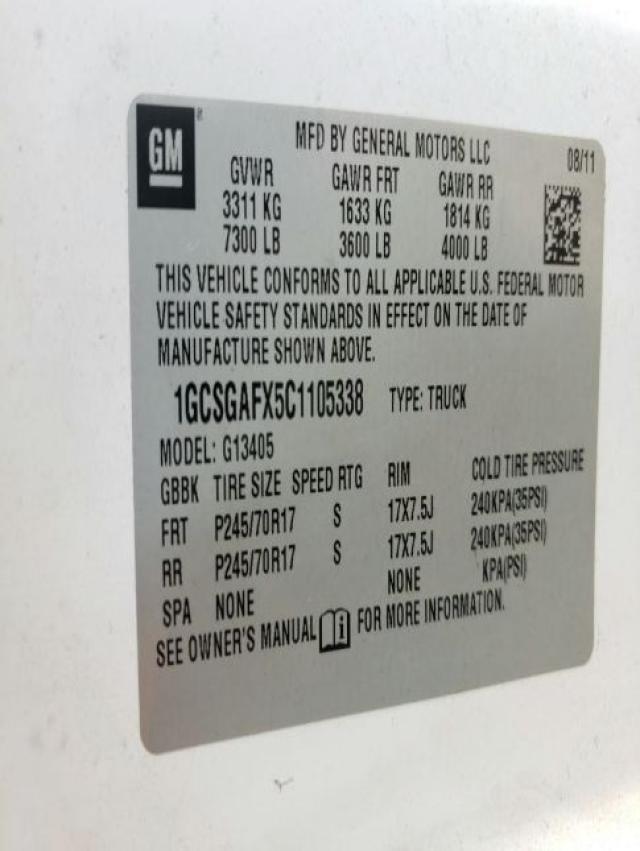 GM ®
MFD BY GENERAL MOTORS LLC 08/11
GVWR GAWR FRT GAWR RR
3311 KG 1633 KG 1814 KG
7300 LB 3600 LB 4000 LB
THIS VEHICLE CONFORMS TO ALL APPLICABLE U.S. FEDERAL MOTOR
VEHICLE SAFETY STANDARDS IN EFFECT ON THE DATE OF
MANUFACTURE SHOWN ABOVE.
1GCSGAFX5C1105338 TYPE: TRUCK
MODEL: G13405
GBBK TIRE SIZE SPEED RTG RIM COLD TIRE PRESSURE
FRT P245/70R17 S 17X7.5J 240KPA(35PSI)
RR P245/70R17 S 17X7.5J 240KPA(35PSI)
SPA NONE NONE KPA(PSI)
SEE OWNER'S MANUAL i FOR MORE INFORMATION.